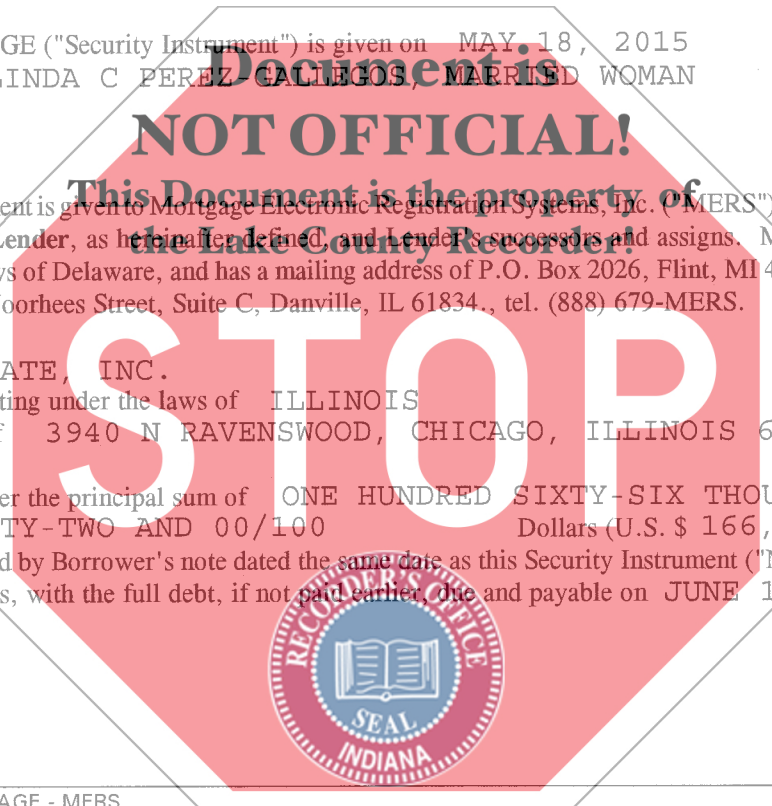 GE ("Security Instrument") is given on MAY 18, 2015
Document is
LINDA C PEREZ-GALLEGOS, MARRIED WOMAN
NOT OFFICIAL!
This Document is the property of
ent is given to Mortgage Electronic Registration Systems, Inc. ("MERS")
the Lake County Recorder!
Lender, as hereinafter defined, and Lender's successors and assigns. M
ws of Delaware, and has a mailing address of P.O. Box 2026, Flint, MI 4
Voorhees Street, Suite C, Danville, IL 61834., tel. (888) 679-MERS.
STOP
ATE, INC.
ting under the laws of ILLINOIS
f 3940 N RAVENSWOOD, CHICAGO, ILLINOIS 6
er the principal sum of ONE HUNDRED SIXTY-SIX THOU
TY-TWO AND 00/100 Dollars (U.S. $ 166,
d by Borrower's note dated the same date as this Security Instrument ("N
s, with the full debt, if not paid earlier, due and payable on JUNE 1
RECORDER'S OFFICE
SEAL
INDIANA
AGE - MERS